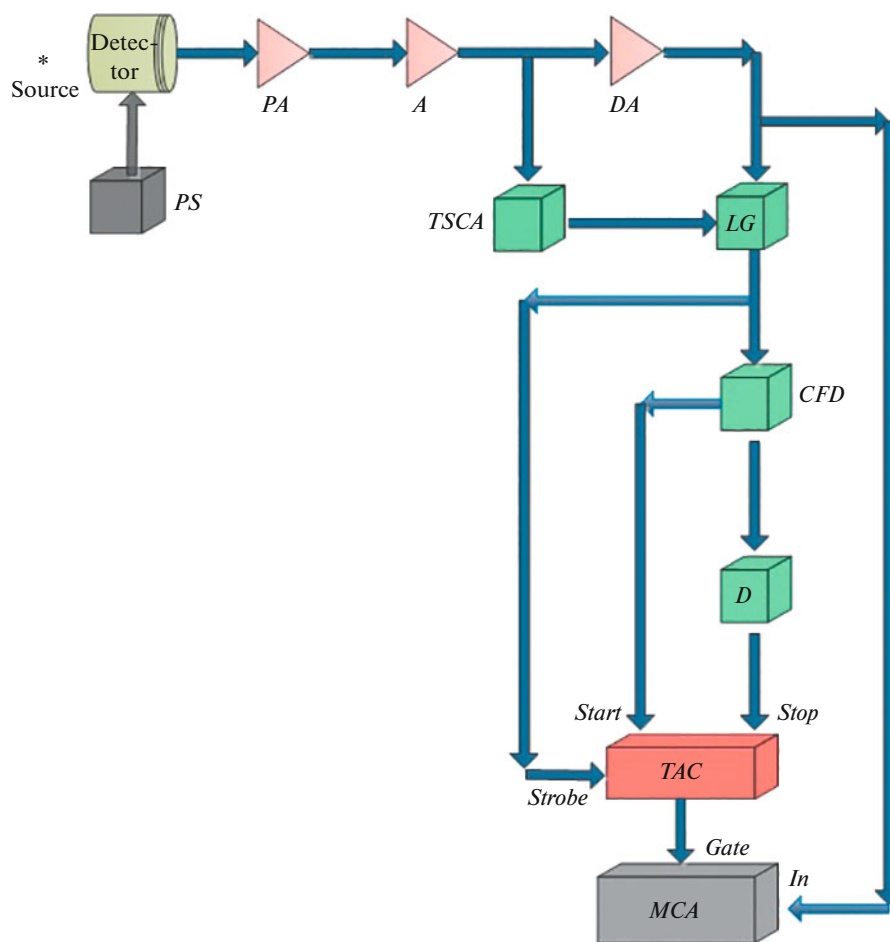 *
Source
Detec-
tor
PA
A
DA
PS
TSCA
LG
CFD
D
Start
Stop
TAC
Strobe
Gate
In
MCA